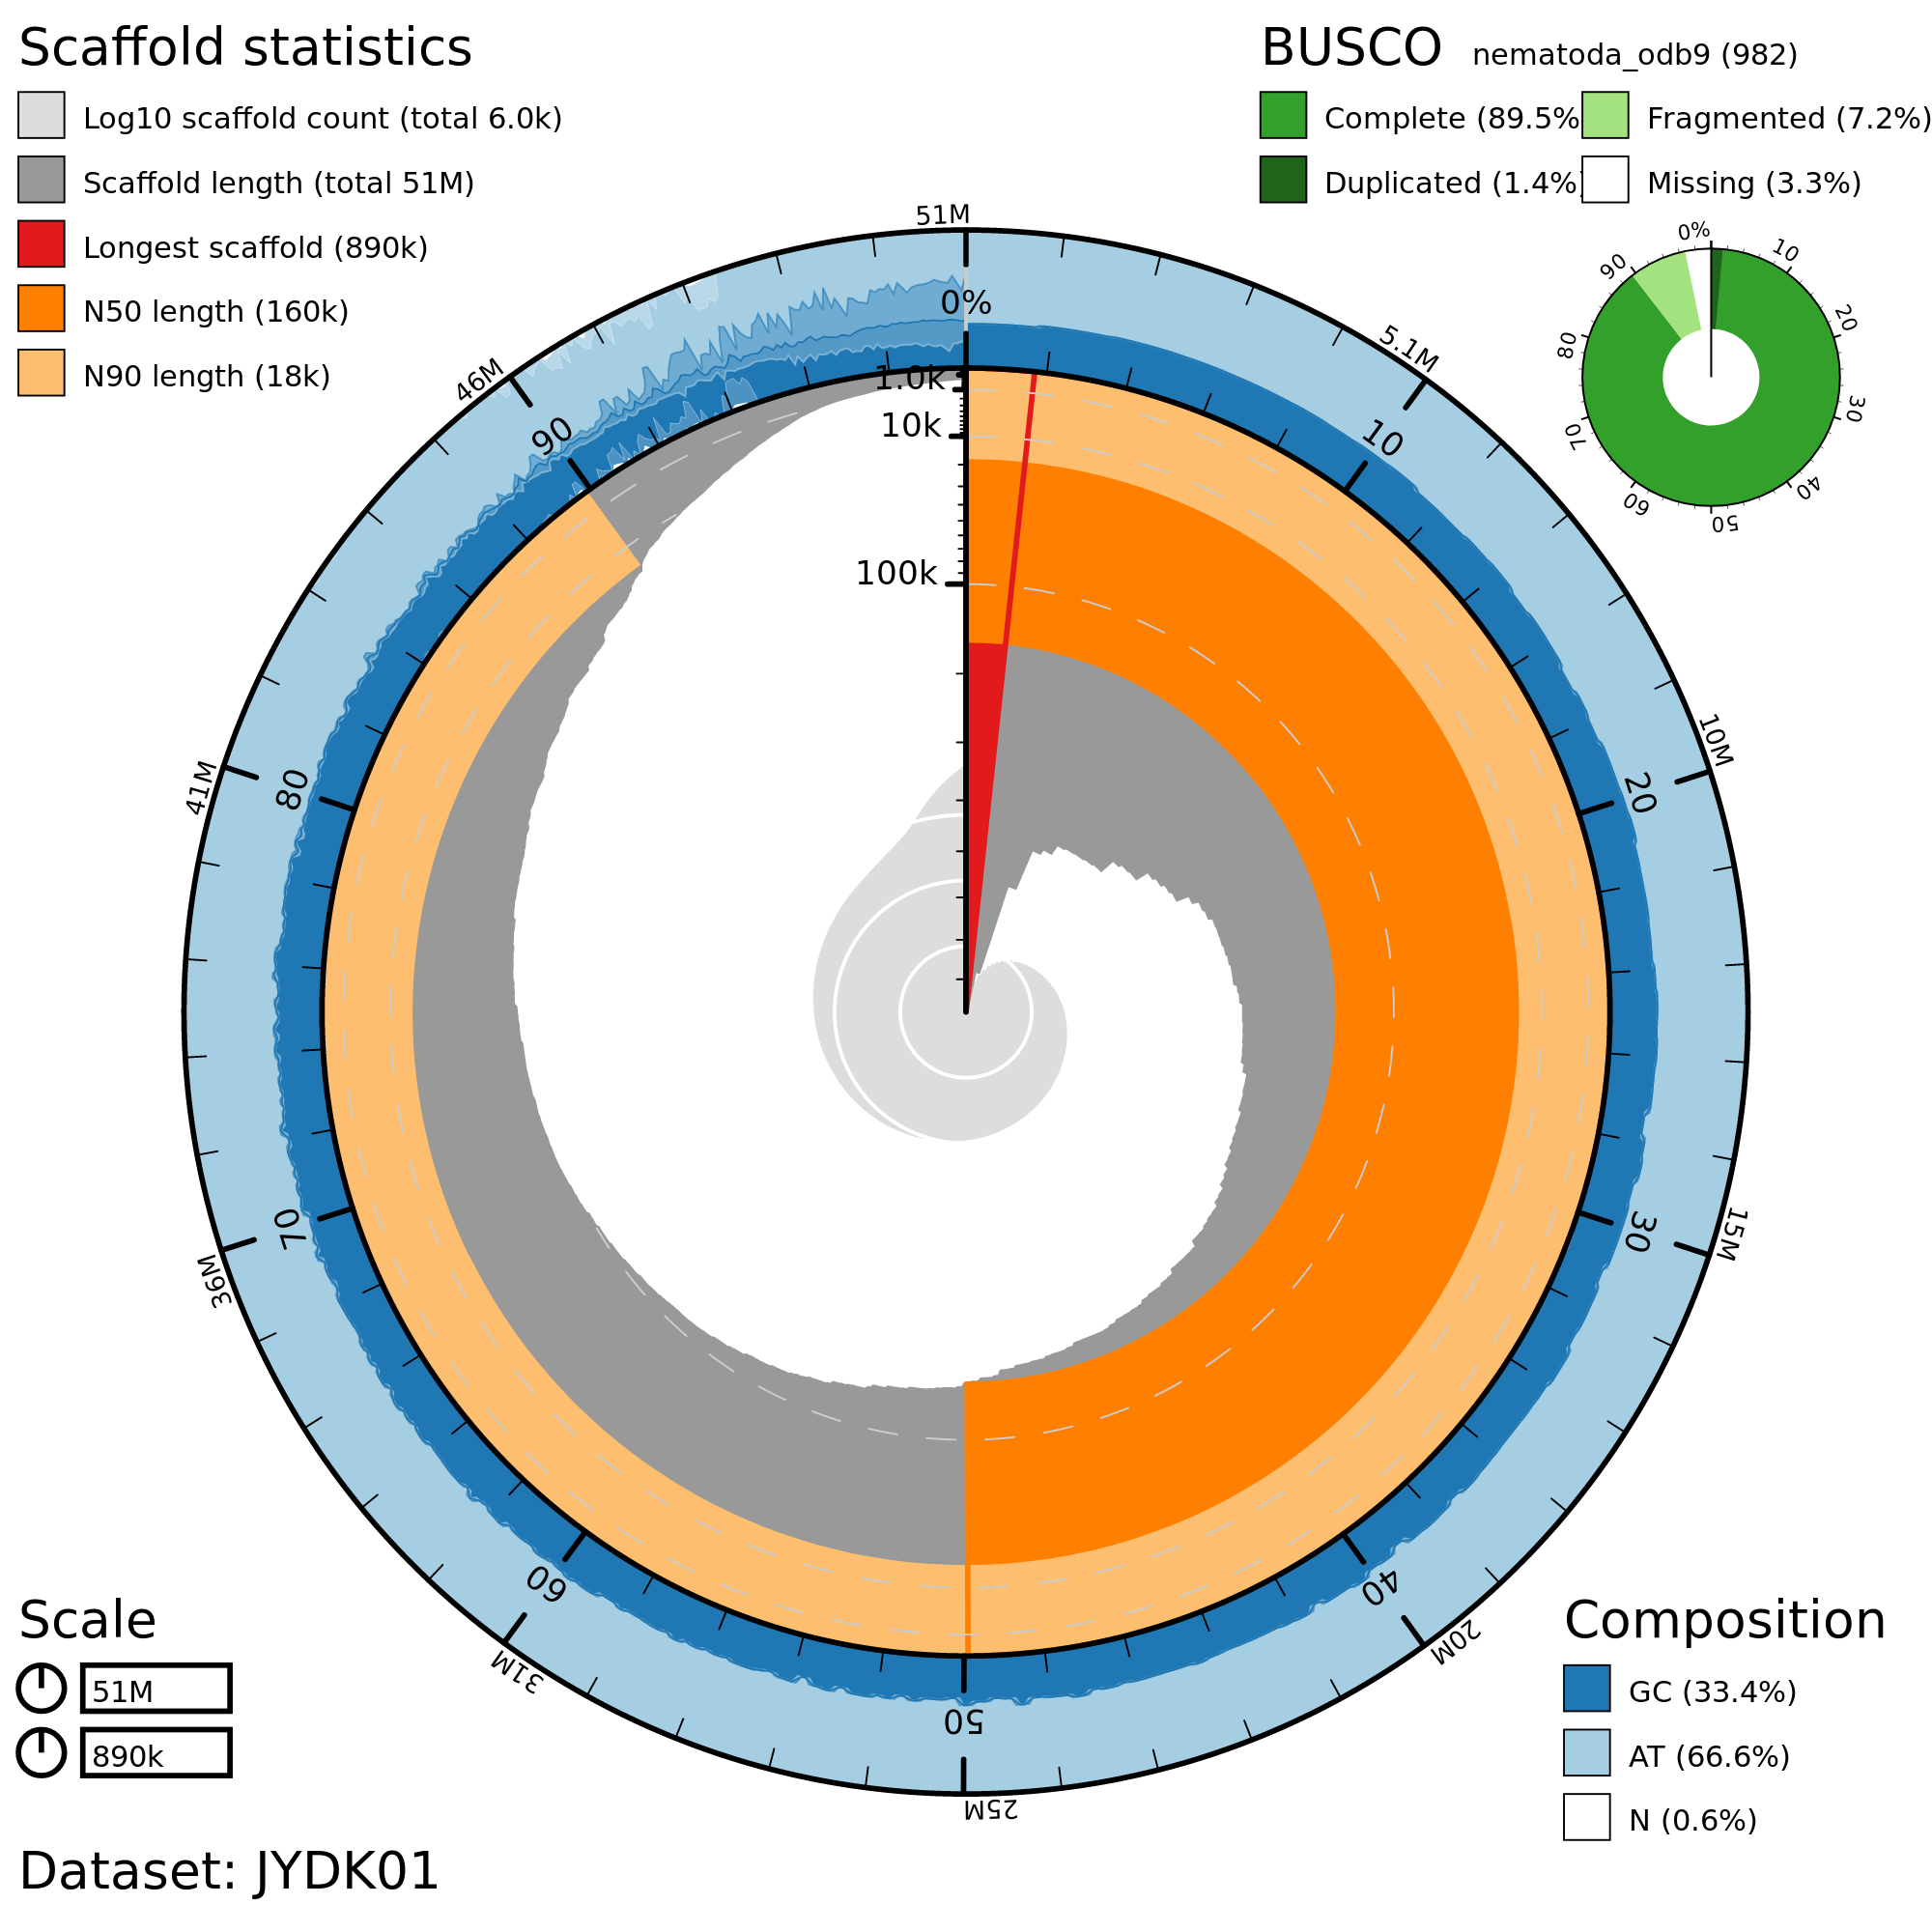 Scaffold statistics
Log10 scaffold count (total 6.0k)
Scaffold length (total 51M)
Longest scaffold (890k)
N50 length (160k)
N90 length (18k)
BUSCO nematoda_odb9 (982)
Complete (89.5%
Fragmented (7.2%)
Duplicated (1.4%)
Missing (3.3%)
0%
10
20
30
40
50
60
70
80
90
51M
5.1M
10M
15M
20M
25M
31M
36M
41M
46M
0%
10
20
30
40
50
60
70
80
90
1.0k
10k
100k
Scale
51M
890k
Composition
GC (33.4%)
AT (66.6%)
N (0.6%)
Dataset: JYDK01